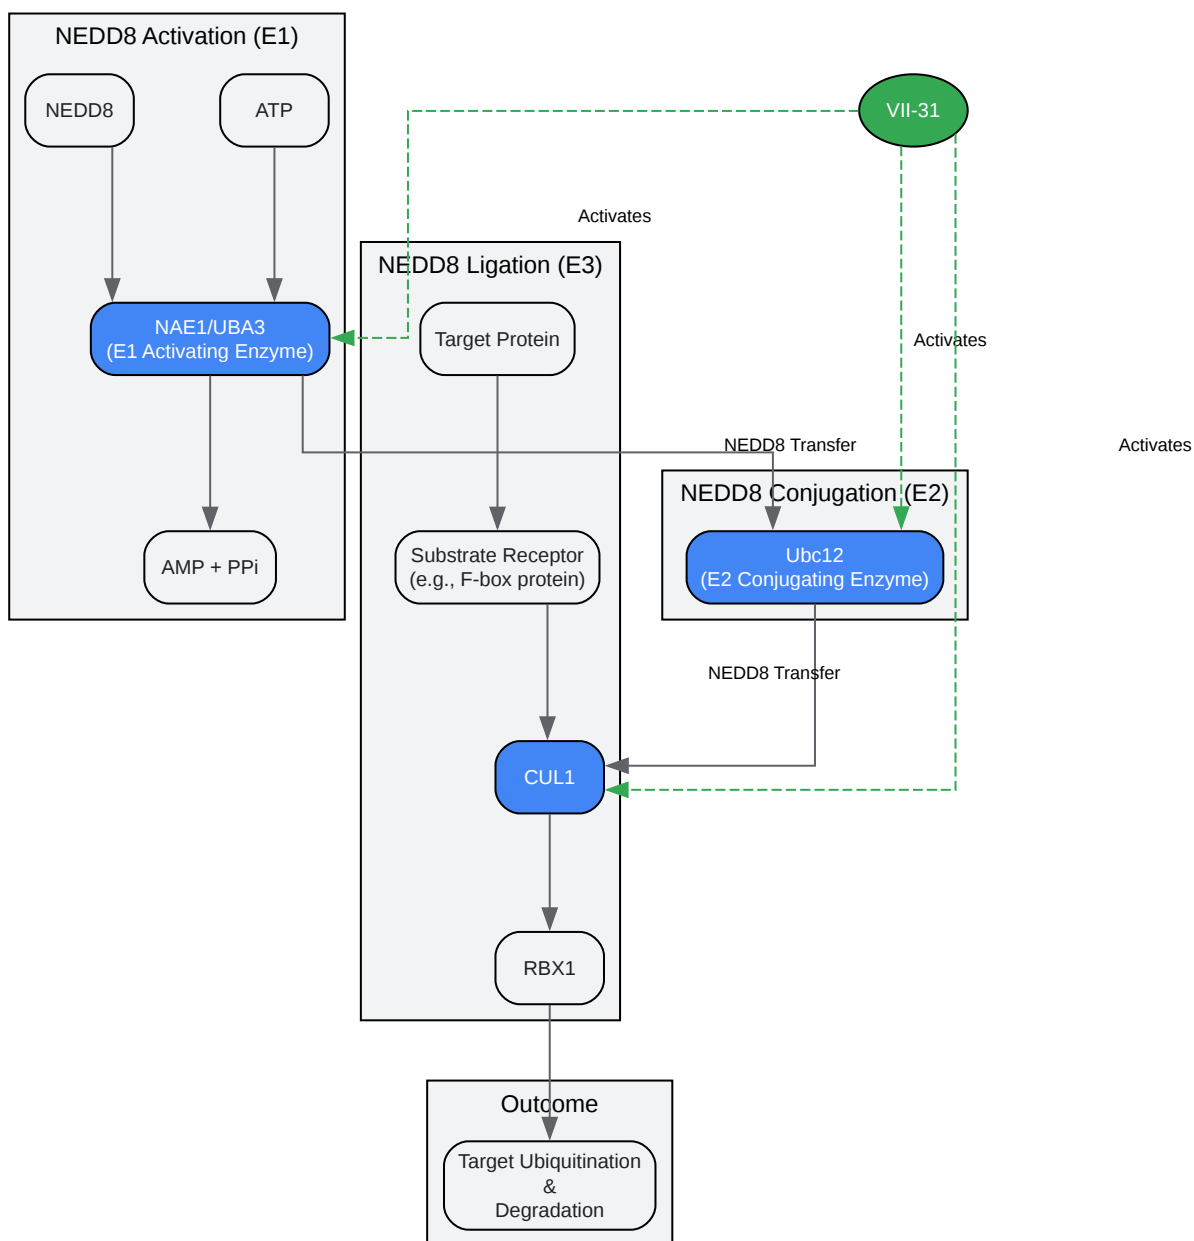 NEDD8 Activation (E1)
NEDD8
ATP
VII-31
Activates
NEDD8 Ligation (E3)
NAE1/UBA3
(E1 Activating Enzyme)
Target Protein
Activates
NEDD8 Transfer
Activates
NEDD8 Conjugation (E2)
AMP + PPi
Substrate Receptor
(e.g., F-box protein)
Ubc12
(E2 Conjugating Enzyme)
NEDD8 Transfer
CUL1
RBX1
Outcome
Target Ubiquitination
&
Degradation